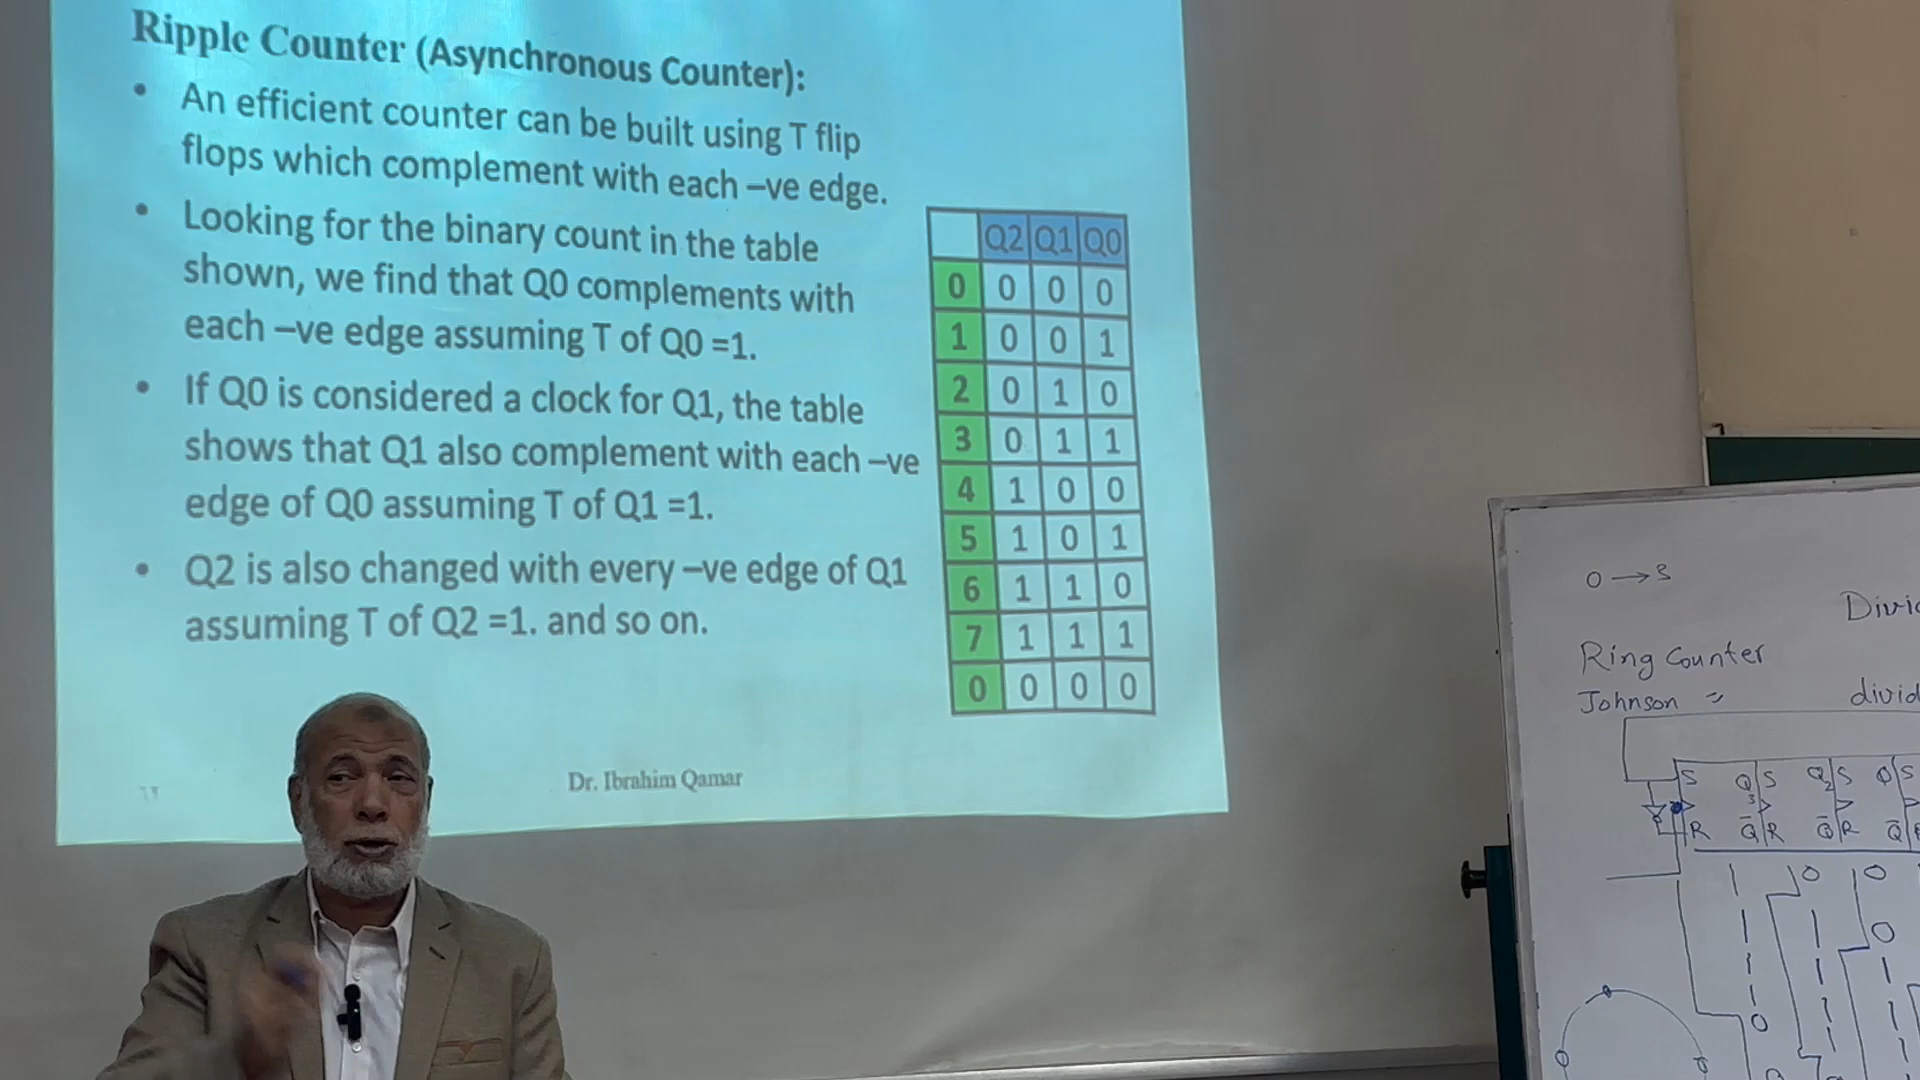 Ripple Counter (Asynchronous Counter):
• An efficient counter can be built using T flip
flops which complement with each –ve edge.
• Looking for the binary count in the table
shown, we find that Q0 complements with
each –ve edge assuming T of Q0 =1.
• If Q0 is considered a clock for Q1, the table
shows that Q1 also complement with each –ve
edge of Q0 assuming T of Q1 =1.
• Q2 is also changed with every –ve edge of Q1
assuming T of Q2 =1. and so on.
Q2 Q1 Q0
0 0 0 0
1 0 0 1
2 0 1 0
3 0 1 1
4 1 0 0
5 1 0 1
6 1 1 0
7 1 1 1
0 0 0 0
Dr. Ibrahim Qamar
0 → 3
Ring Counter
Johnson
S Q3 S Q2 S Q S
R Q̄ R Q̄ R Q̄
1 0 0